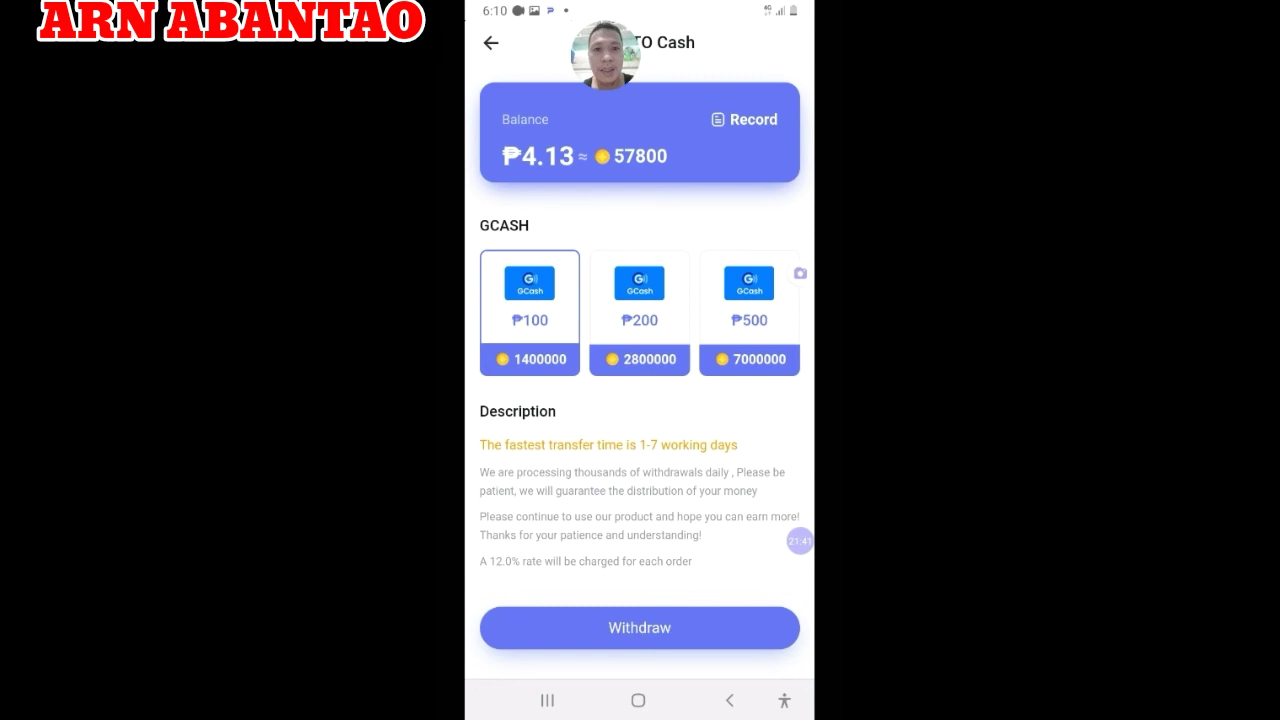 ARN ABANTAO
6:10
4G
TO Cash
Balance
Record
₱4.13 ≈ 57800
GCASH
G
GCash
G
GCash
G
GCash
₱100
₱200
₱500
1400000
2800000
7000000
Description
The fastest transfer time is 1-7 working days
We are processing thousands of withdrawals daily , Please be
patient, we will guarantee the distribution of your money
Please continue to use our product and hope you can earn more!
Thanks for your patience and understanding!
21:41
A 12.0% rate will be charged for each order
Withdraw